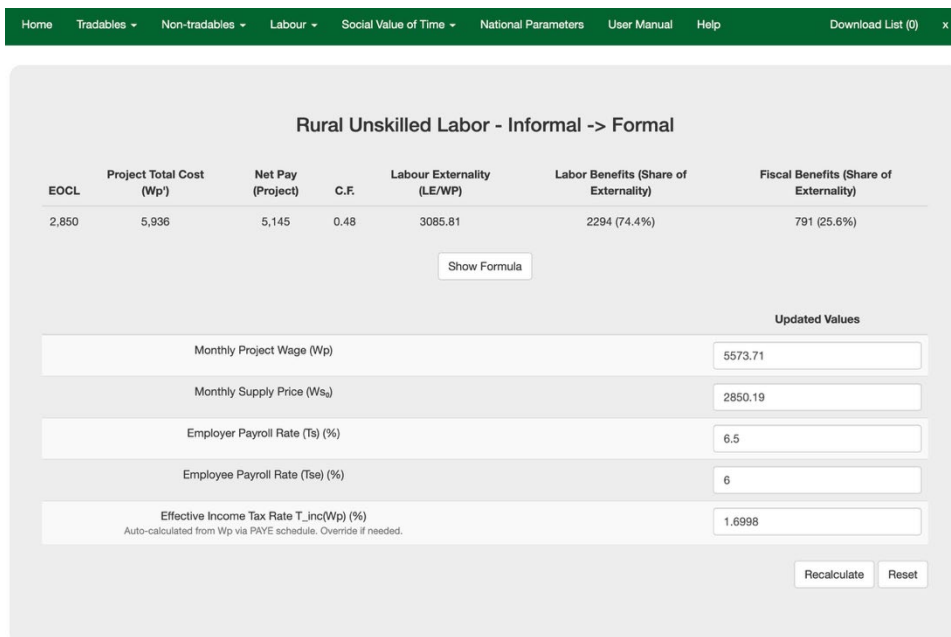 Home Tradables Non-tradables Labour Social Value of Time National Parameters User Manual Help Download List (0) x
Rural Unskilled Labor - Informal -> Formal
EOCL Project Total Cost (Wp') Net Pay (Project) C.F. Labour Externality (LE/WP) Labor Benefits (Share of Externality) Fiscal Benefits (Share of Externality)
2,850 5,936 5,145 0.48 3085.81 2294 (74.4%) 791 (25.6%)
Show Formula
Updated Values
Monthly Project Wage (Wp) 5573.71
Monthly Supply Price (Ws₀) 2850.19
Employer Payroll Rate (Ts) (%) 6.5
Employee Payroll Rate (Tse) (%) 6
Effective Income Tax Rate T_inc(Wp) (%) 1.6998
Auto-calculated from Wp via PAYE schedule. Override if needed.
Recalculate Reset